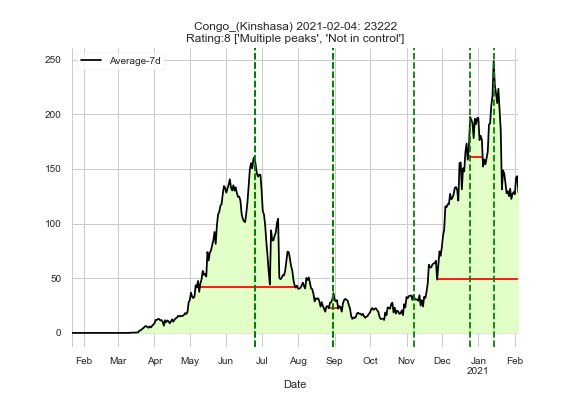 Congo_(Kinshasa) 2021-02-04: 23222
Rating:8 ['Multiple peaks', 'Not in control']
Average-7d
250
200
150
100
50
0
Feb Mar Apr May Jun Jul Aug Sep Oct Nov Dec Jan Feb
2021
Date